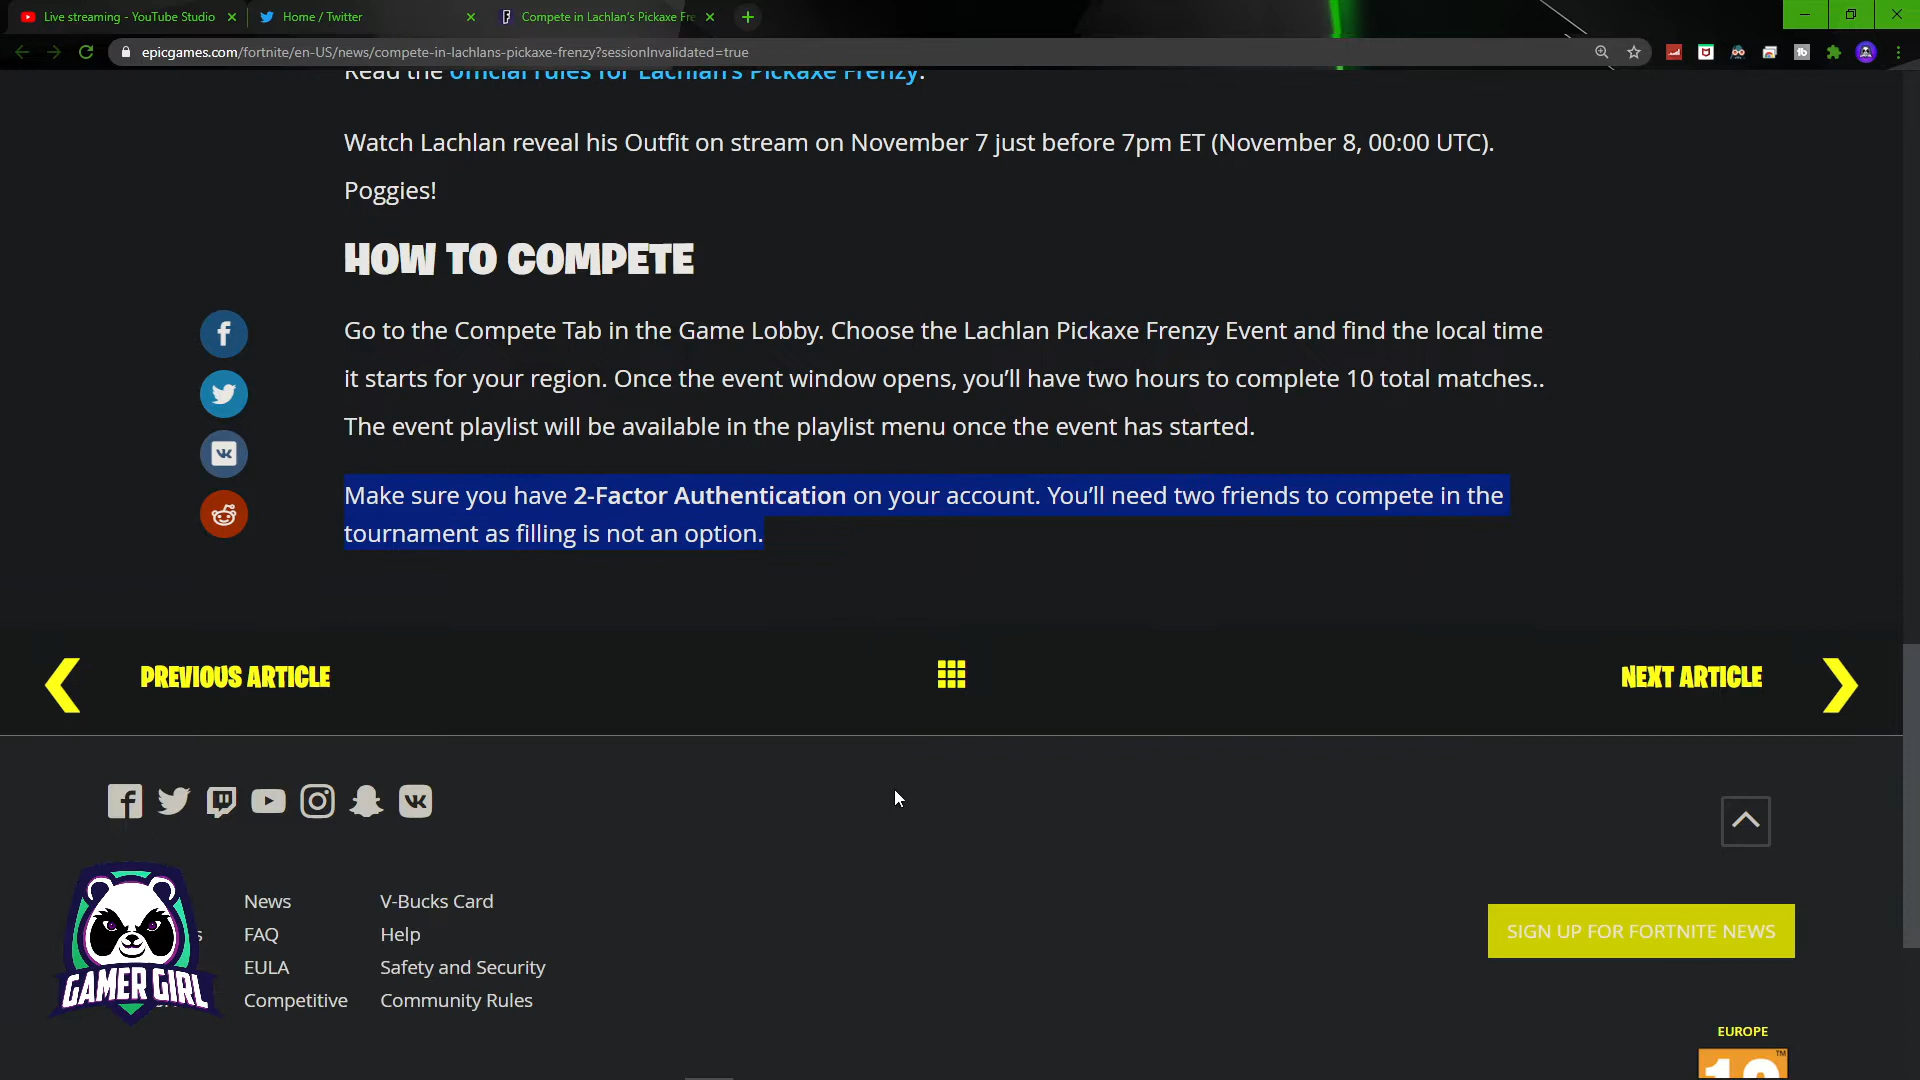 Live streaming - YouTube Studio
Home / Twitter
Compete in Lachlan's Pickaxe Fre
epicgames.com/fortnite/en-US/news/compete-in-lachlans-pickaxe-frenzy?sessionInvalidated=true
Read the official rules for Lachlan's Pickaxe Frenzy.
Watch Lachlan reveal his Outfit on stream on November 7 just before 7pm ET (November 8, 00:00 UTC).
Poggies!
HOW TO COMPETE
Go to the Compete Tab in the Game Lobby. Choose the Lachlan Pickaxe Frenzy Event and find the local time
it starts for your region. Once the event window opens, you’ll have two hours to complete 10 total matches..
The event playlist will be available in the playlist menu once the event has started.
Make sure you have 2-Factor Authentication on your account. You’ll need two friends to compete in the
tournament as filling is not an option.
PREVIOUS ARTICLE
NEXT ARTICLE
News
V-Bucks Card
FAQ
Help
EULA
Safety and Security
Competitive
Community Rules
GAMER GIRL
SIGN UP FOR FORTNITE NEWS
EUROPE